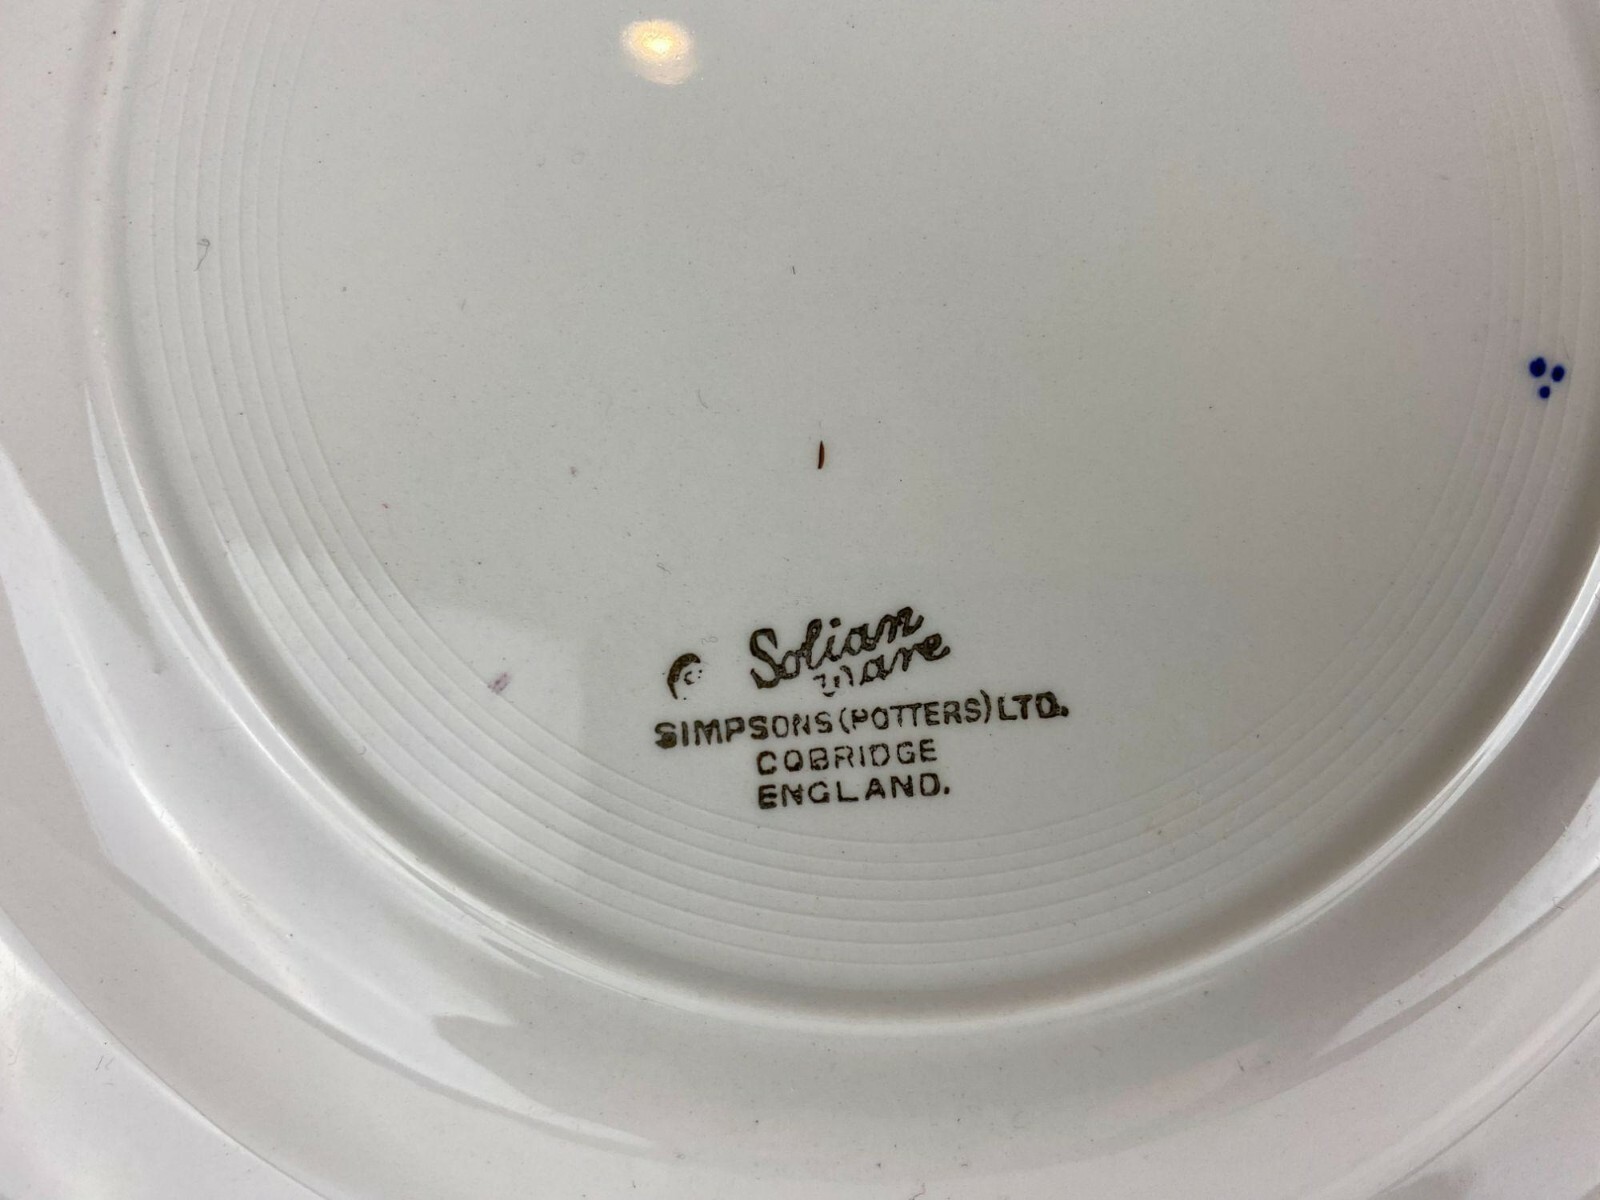 Solian
Ware
SIMPSONS (POTTERS) LTD.
COBRIDGE
ENGLAND.